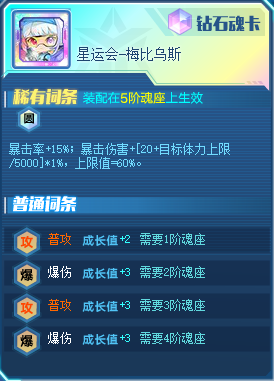 钻石魂卡
星运会—梅比乌斯
稀有词条 装配在5阶魂座上生效
圆
暴击率+15%；暴击伤害+[20+目标体力上限
/5000]*1%，上限值=60%。
普通词条
攻 普攻 成长值+2 需要1阶魂座
爆 爆伤 成长值+3 需要2阶魂座
攻 普攻 成长值+3 需要3阶魂座
爆 爆伤 成长值+3 需要4阶魂座